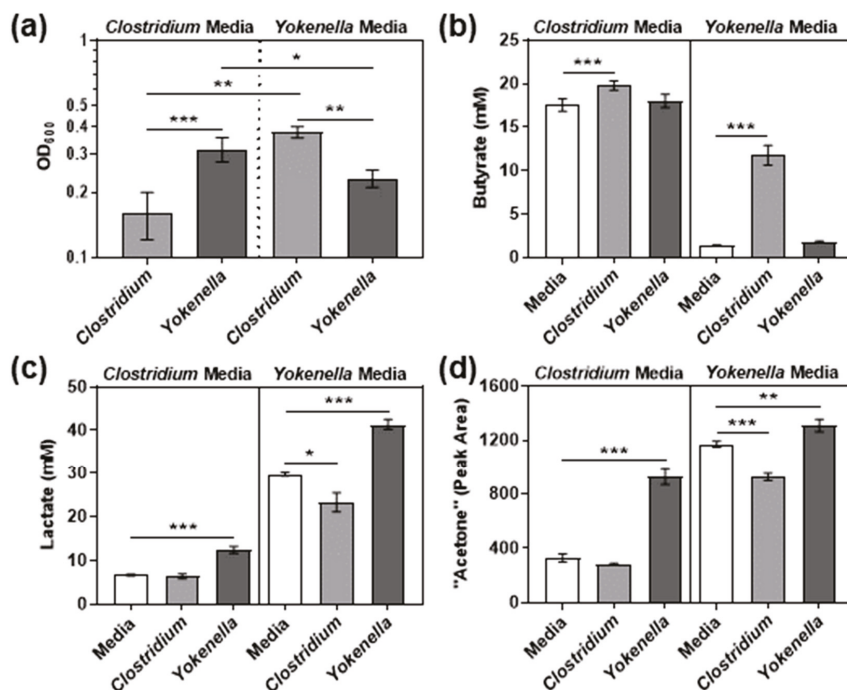 (a)
Clostridium Media Yokenella Media
1
0.5
0.4
0.3
0.2
0.1
OD600
***
**
*
**
Clostridium
Yokenella
Clostridium
Yokenella
(b)
Clostridium Media Yokenella Media
25
20
15
10
5
0
Butyrate (mM)
***
***
Media
Clostridium
Yokenella
Media
Clostridium
Yokenella
(c)
Clostridium Media Yokenella Media
50
40
30
20
10
0
Lactate (mM)
***
*
***
Media
Clostridium
Yokenella
Media
Clostridium
Yokenella
(d)
Clostridium Media Yokenella Media
1600
1200
800
400
0
"Acetone" (Peak Area)
***
***
**
Media
Clostridium
Yokenella
Media
Clostridium
Yokenella